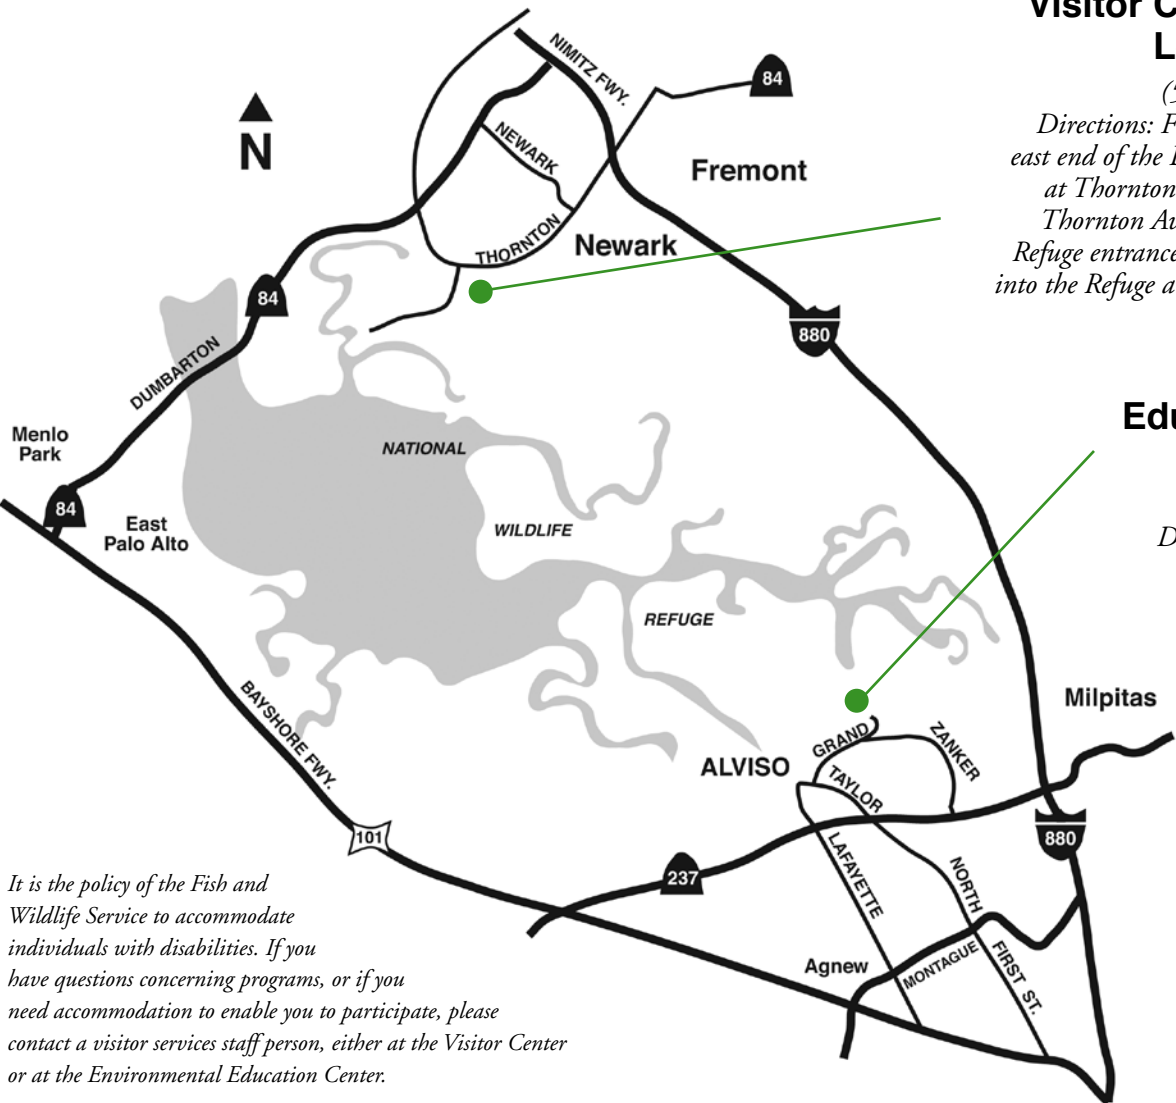 Visitor C
L
(5
Directions: F
east end of the
at Thornton
Thornton Av
Refuge entrance
into the Refuge a
Edu
D
N
NIMITZ FWY.
84
NEWARK
Fremont
THORNTON
Newark
84
880
DUMBARTON
Menlo
Park
NATIONAL
84
East
Palo Alto
WILDLIFE
REFUGE
BAYSHORE FWY.
Milpitas
GRAND
ZANKER
ALVISO
TAYLOR
101
880
237
LAFAYETTE
NORTH
FIRST ST.
Agnew
MONTAGUE
It is the policy of the Fish and
Wildlife Service to accommodate
individuals with disabilities. If you
have questions concerning programs, or if you
need accommodation to enable you to participate, please
contact a visitor services staff person, either at the Visitor Center
or at the Environmental Education Center.